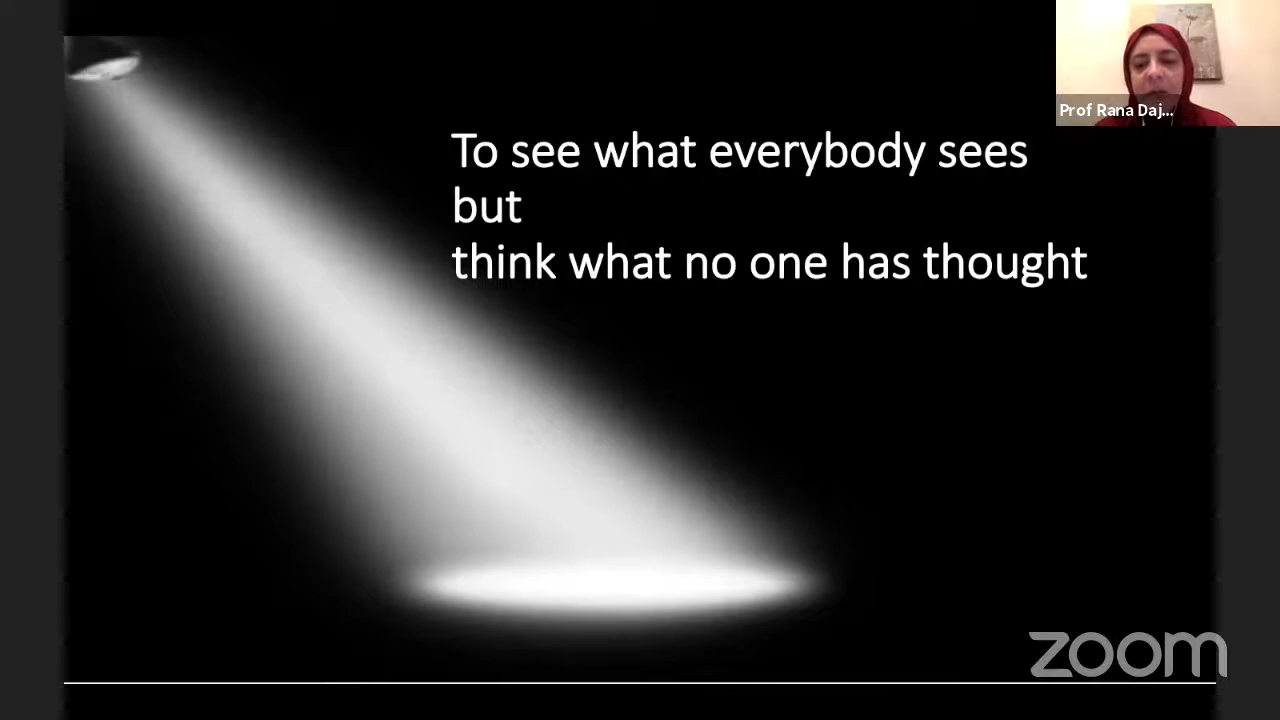 Prof Rana Daj...
To see what everybody sees
but
think what no one has thought
zoom